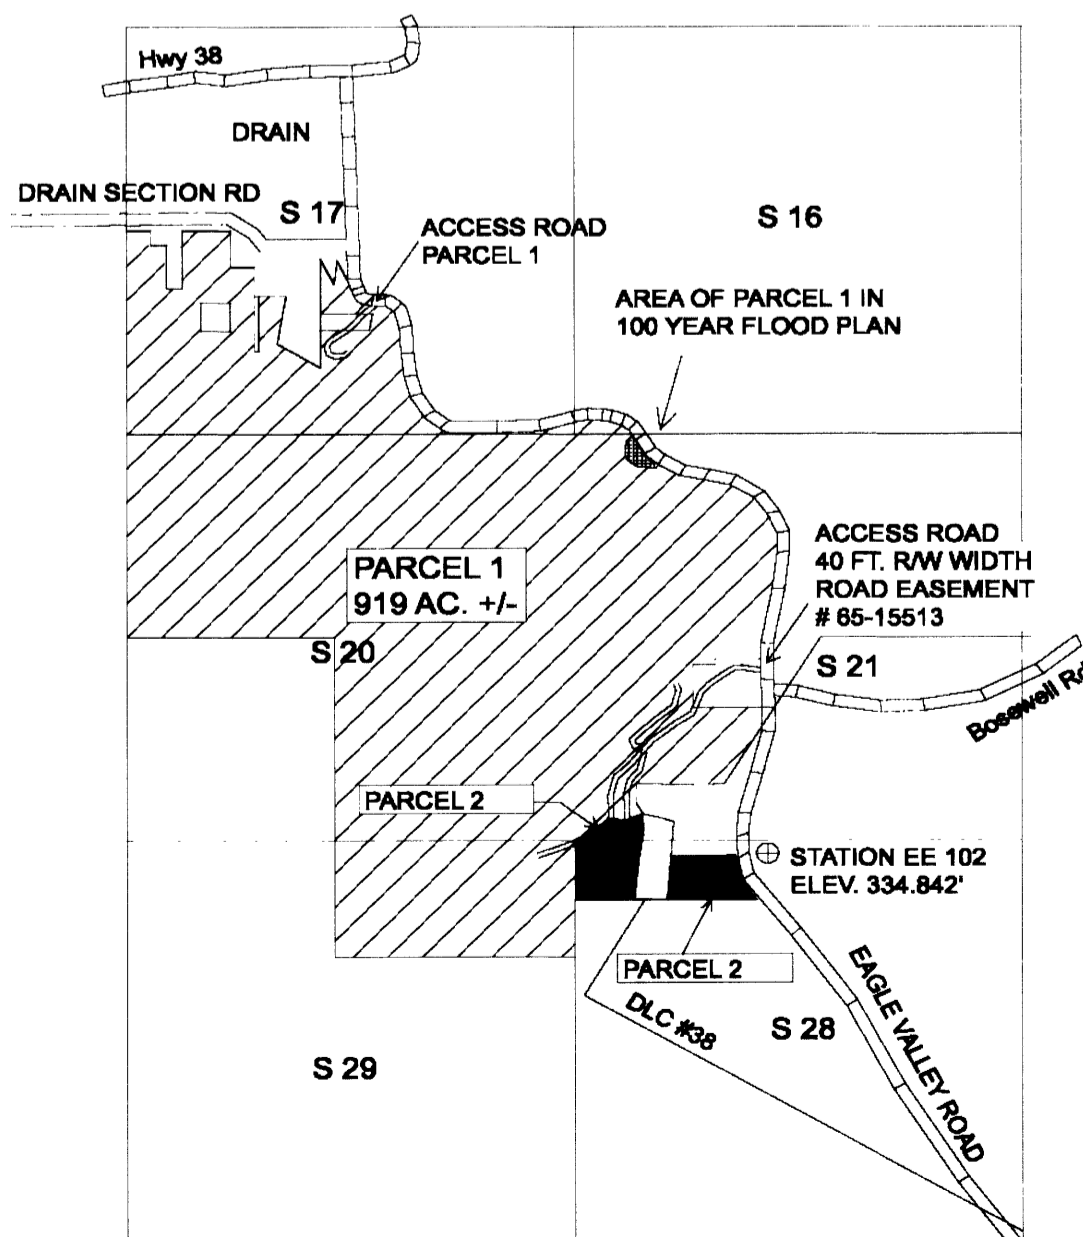 Hwy 38
DRAIN
DRAIN SECTION RD
S 17
S 16
ACCESS ROAD
PARCEL 1
AREA OF PARCEL 1 IN
100 YEAR FLOOD PLAN
ACCESS ROAD
40 FT. R/W WIDTH
ROAD EASEMENT
# 65-15513
PARCEL 1
919 AC. +/-
S 20
S 21
Bosewell Rd
PARCEL 2
STATION EE 102
ELEV. 334.842'
PARCEL 2
DLC #38
S 28
EAGLE VALLEY ROAD
S 29